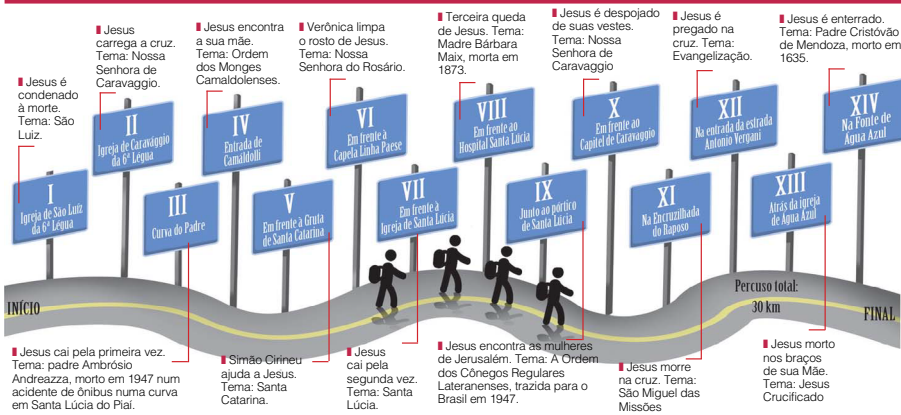 Jesus é
condenado
à morte.
Tema: São
Luiz.
Jesus
carrega a cruz.
Tema: Nossa
Senhora de
Caravaggio.
Jesus encontra
a sua mãe.
Tema: Ordem
dos Monges
Camaldolenses.
Verônica limpa
o rosto de Jesus.
Tema: Nossa
Senhora do Rosário.
Terceira queda
de Jesus. Tema:
Madre Bárbara
Maix, morta em
1873.
Jesus é despojado
de suas vestes.
Tema: Nossa
senhora de
Caravaggio
Jesus é
pregado na
cruz. Tema:
Evangelização.
Jesus é enterrado.
Tema: Padre Cristóvão
de Mendoza, morto em
1635.
I
Igreja de São Luiz
da 6ª Légua
II
Igreja de Caravaggio
da 6ª Légua
III
Curva do Padre
IV
Entrada de
Camaldolli
V
Em frente à Gruta
de Santa Catarina
VI
Em frente à
Capela Linha Paese
VII
Em frente à
Igreja de Santa Lúcia
VIII
Em frente ao
Hospital Santa Lúcia
IX
Junto ao pórtico
de Santa Lúcia
X
Em frente ao
Capitel de Caravaggio
XI
Na Encruzilhada
do Raposo
XII
Na entrada da estrada
Antonio Vergani
XIII
Atrás da igreja
de Água Azul
XIV
Na Fonte de
Água Azul
INÍCIO
Percuso total:
30 km
FINAL
Jesus cai pela primeira vez.
Tema: padre Ambrósio
Andreazza, morto em 1947 num
acidente de ônibus numa curva
em Santa Lúcia do Piaí.
Simão Cirineu
ajuda a Jesus.
Tema: Santa
Catarina.
Jesus
cai pela
segunda vez.
Tema: Santa
Lúcia.
Jesus encontra as mulheres
de Jerusalém. Tema: A Ordem
dos Cônegos Regulares
Lateranenses, trazida para o
Brasil em 1947.
Jesus morre
na cruz. Tema:
São Miguel das
Missões
Jesus morto
nos braços
de sua Mãe.
Tema: Jesus
Crucificado